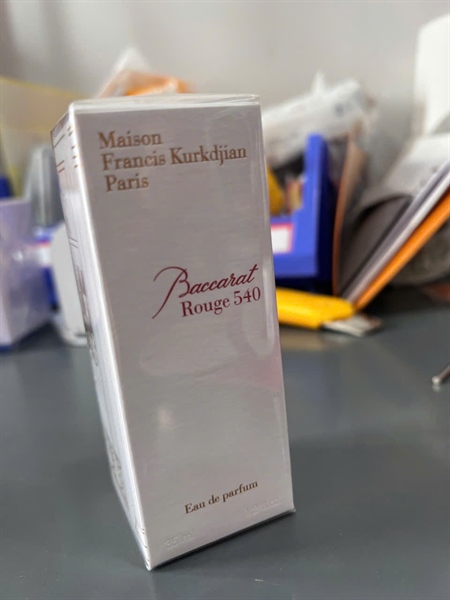 Maison
Francis Kurkdjian
Paris
Baccarat
Rouge 540
Eau de parfum